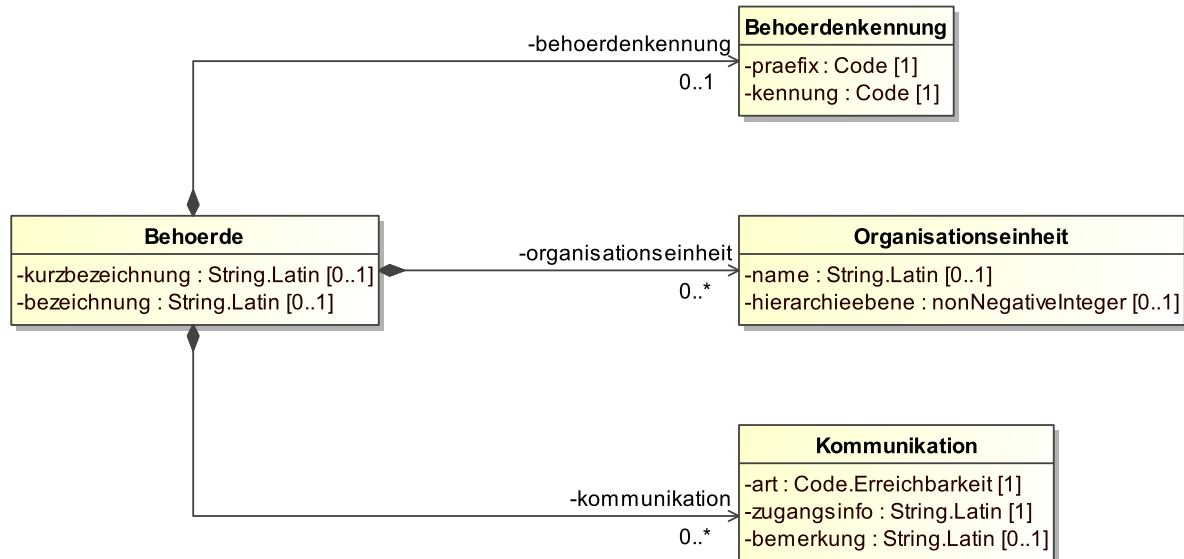 Behoerdenkennung
-praefix : Code [1]
-kennung : Code [1]
-behoerdenkennung
0..1
Behoerde
-kurzbezeichnung : String.Latin [0..1]
-bezeichnung : String.Latin [0..1]
-organisationseinheit
0..*
Organisationseinheit
-name : String.Latin [0..1]
-hierarchieebene : nonNegativeInteger [0..1]
-kommunikation
0..*
Kommunikation
-art : Code.Erreichbarkeit [1]
-zugangsinfo : String.Latin [1]
-bemerkung : String.Latin [0..1]